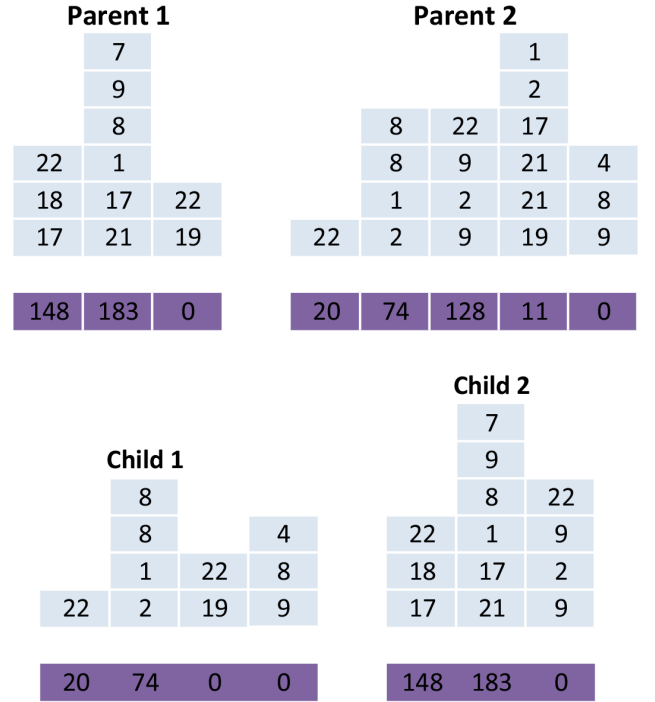 Parent 1 Parent 2
7 1
9 2
8 8 22 17
22 1 8 9 21 4
18 17 22 1 2 21 8
17 21 19 22 2 9 19 9
148 183 0 20 74 128 11 0
Child 2
7
Child 1 9
8 8 22
8 4 22 1 9
1 22 8 18 17 2
22 2 19 9 17 21 9
20 74 0 0 148 183 0